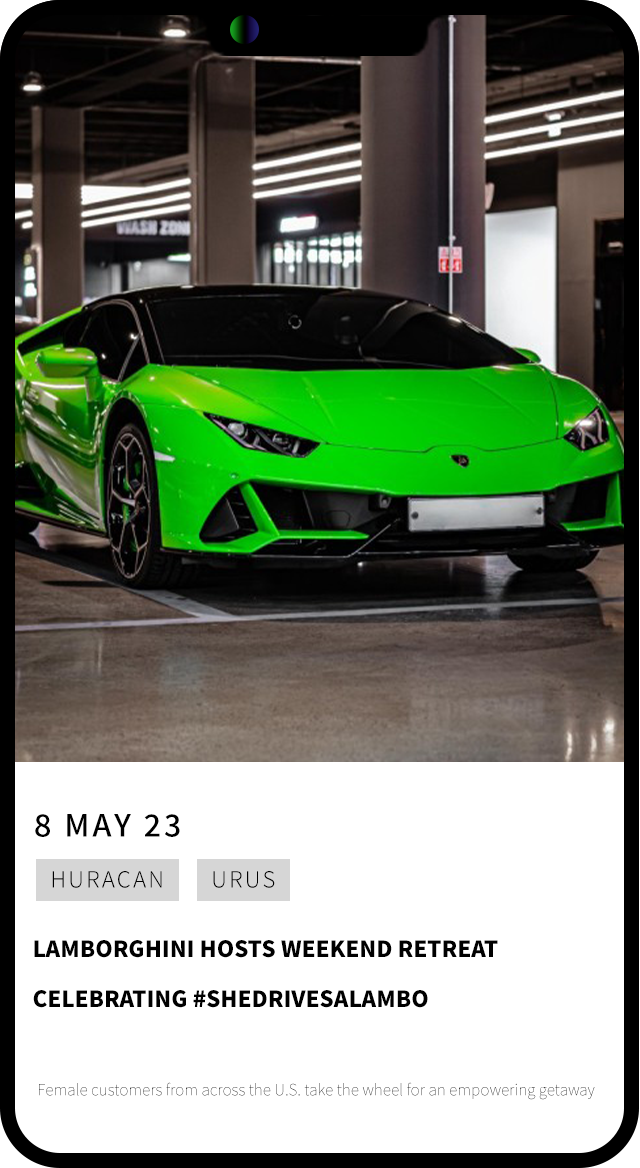 WASH ZONE
8 MAY 23
HURACAN URUS
LAMBORGHINI HOSTS WEEKEND RETREAT
CELEBRATING #SHEDRIVESALAMBO
Female customers from across the U.S. take the wheel for an empowering getaway